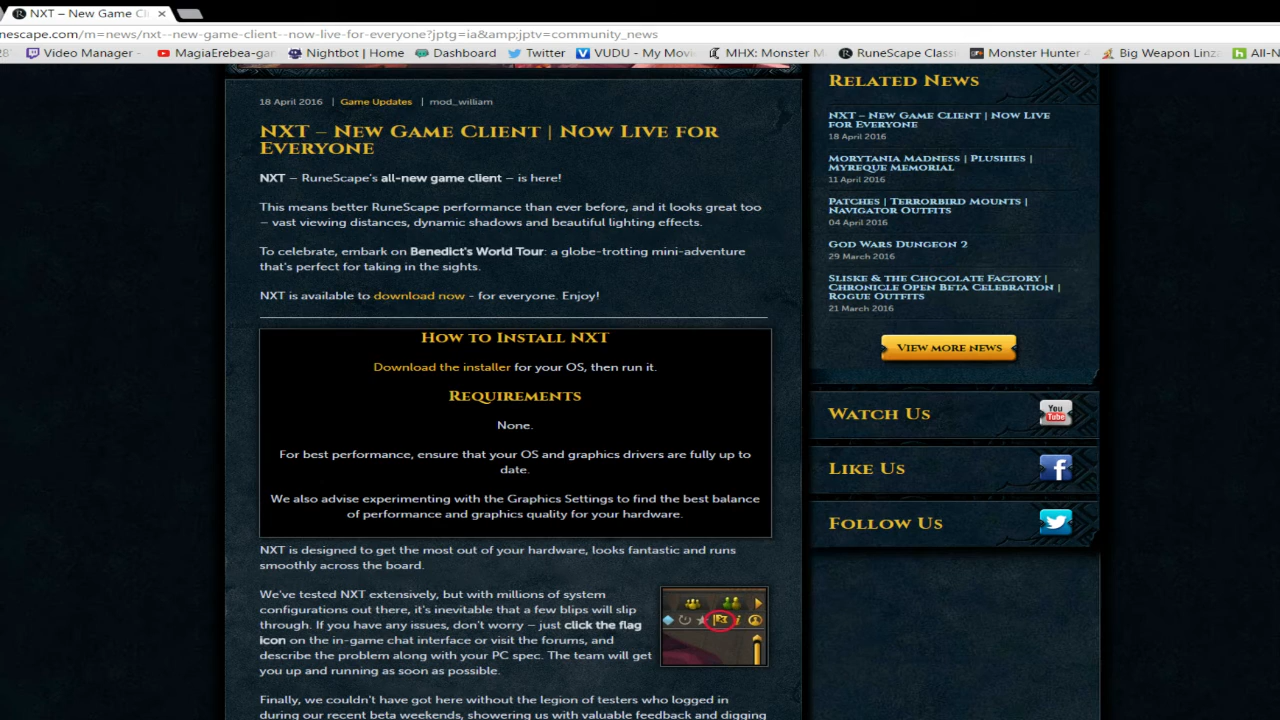 NXT – New Game Cli
nescape.com/m=news/nxt--new-game-client--now-live-for-everyone?jptg=ia&amp;jptv=community_news
Video Manager
MagiaErebea-gam
Nightbot | Home
Dashboard
Twitter
VUDU - My Movi
MHX: Monster M
RuneScape Classi
Monster Hunter 4
Big Weapon Linz
All-N
18 April 2016 | Game Updates | mod_william
NXT – New Game Client | Now Live for
Everyone
NXT – RuneScape's all-new game client – is here!
This means better RuneScape performance than ever before, and it looks great too
– vast viewing distances, dynamic shadows and beautiful lighting effects.
To celebrate, embark on Benedict's World Tour: a globe-trotting mini-adventure
that's perfect for taking in the sights.
NXT is available to download now - for everyone. Enjoy!
How to Install NXT
Download the installer for your OS, then run it.
Requirements
None.
For best performance, ensure that your OS and graphics drivers are fully up to
date.
We also advise experimenting with the Graphics Settings to find the best balance
of performance and graphics quality for your hardware.
NXT is designed to get the most out of your hardware, looks fantastic and runs
smoothly across the board.
We've tested NXT extensively, but with millions of system
configurations out there, it's inevitable that a few blips will slip
through. If you have any issues, don't worry – just click the flag
icon on the in-game chat interface or visit the forums, and
describe the problem along with your PC spec. The team will get
you up and running as soon as possible.
Finally, we couldn't have got here without the legion of testers who logged in
during our recent beta weekends, showering us with valuable feedback and digging
Related News
NXT – New Game Client | Now Live
for Everyone
18 April 2016
Morytania Madness | Plushies |
Myreque Memorial
11 April 2016
Patches | Terrorbird Mounts |
Navigator Outfits
04 April 2016
God Wars Dungeon 2
29 March 2016
Sliske & the Chocolate Factory |
Chronicle Open Beta Celebration |
Rogue Outfits
21 March 2016
View More News
Watch Us
You
Tube
Like Us
Follow Us